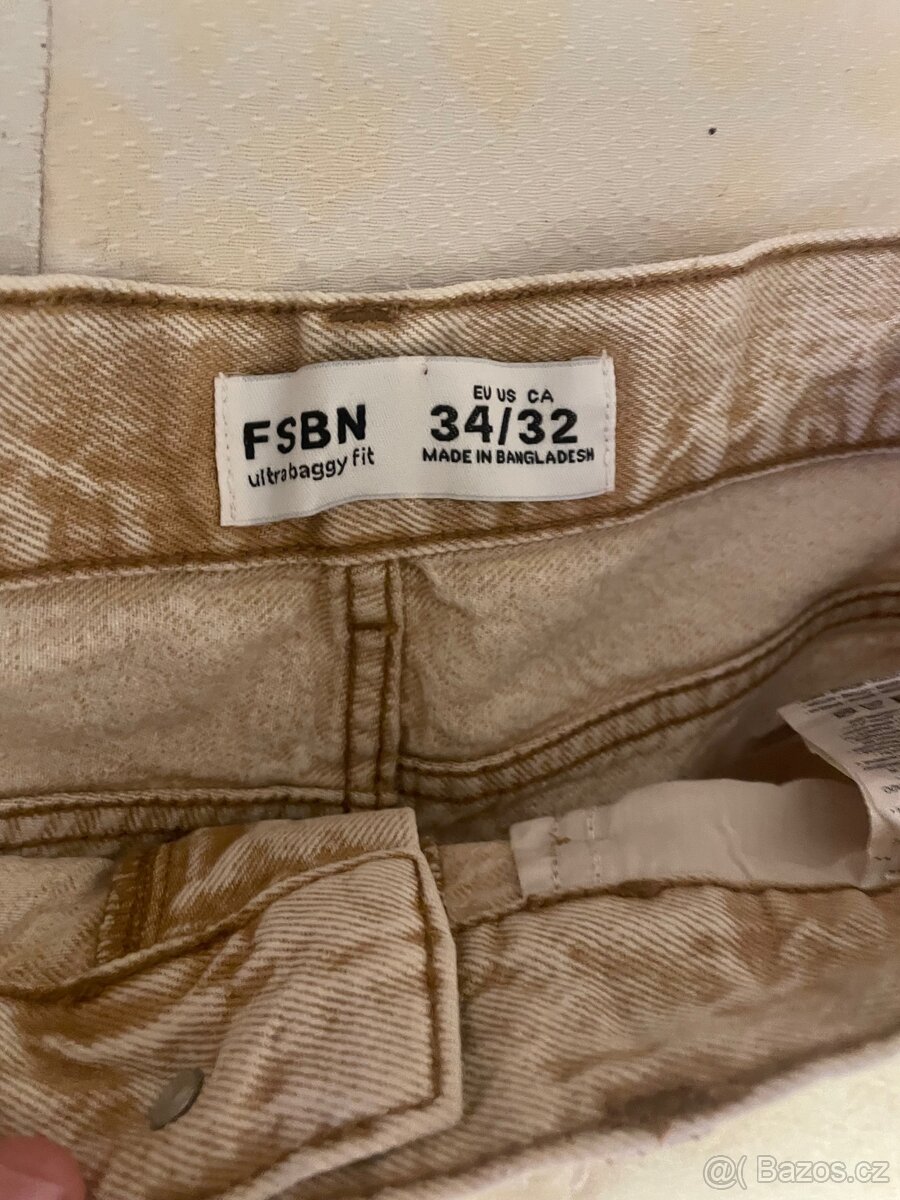 FSBN
ultrabaggy fit
EU US CA
34/32
MADE IN BANGLADESH
@( Bazos.cz